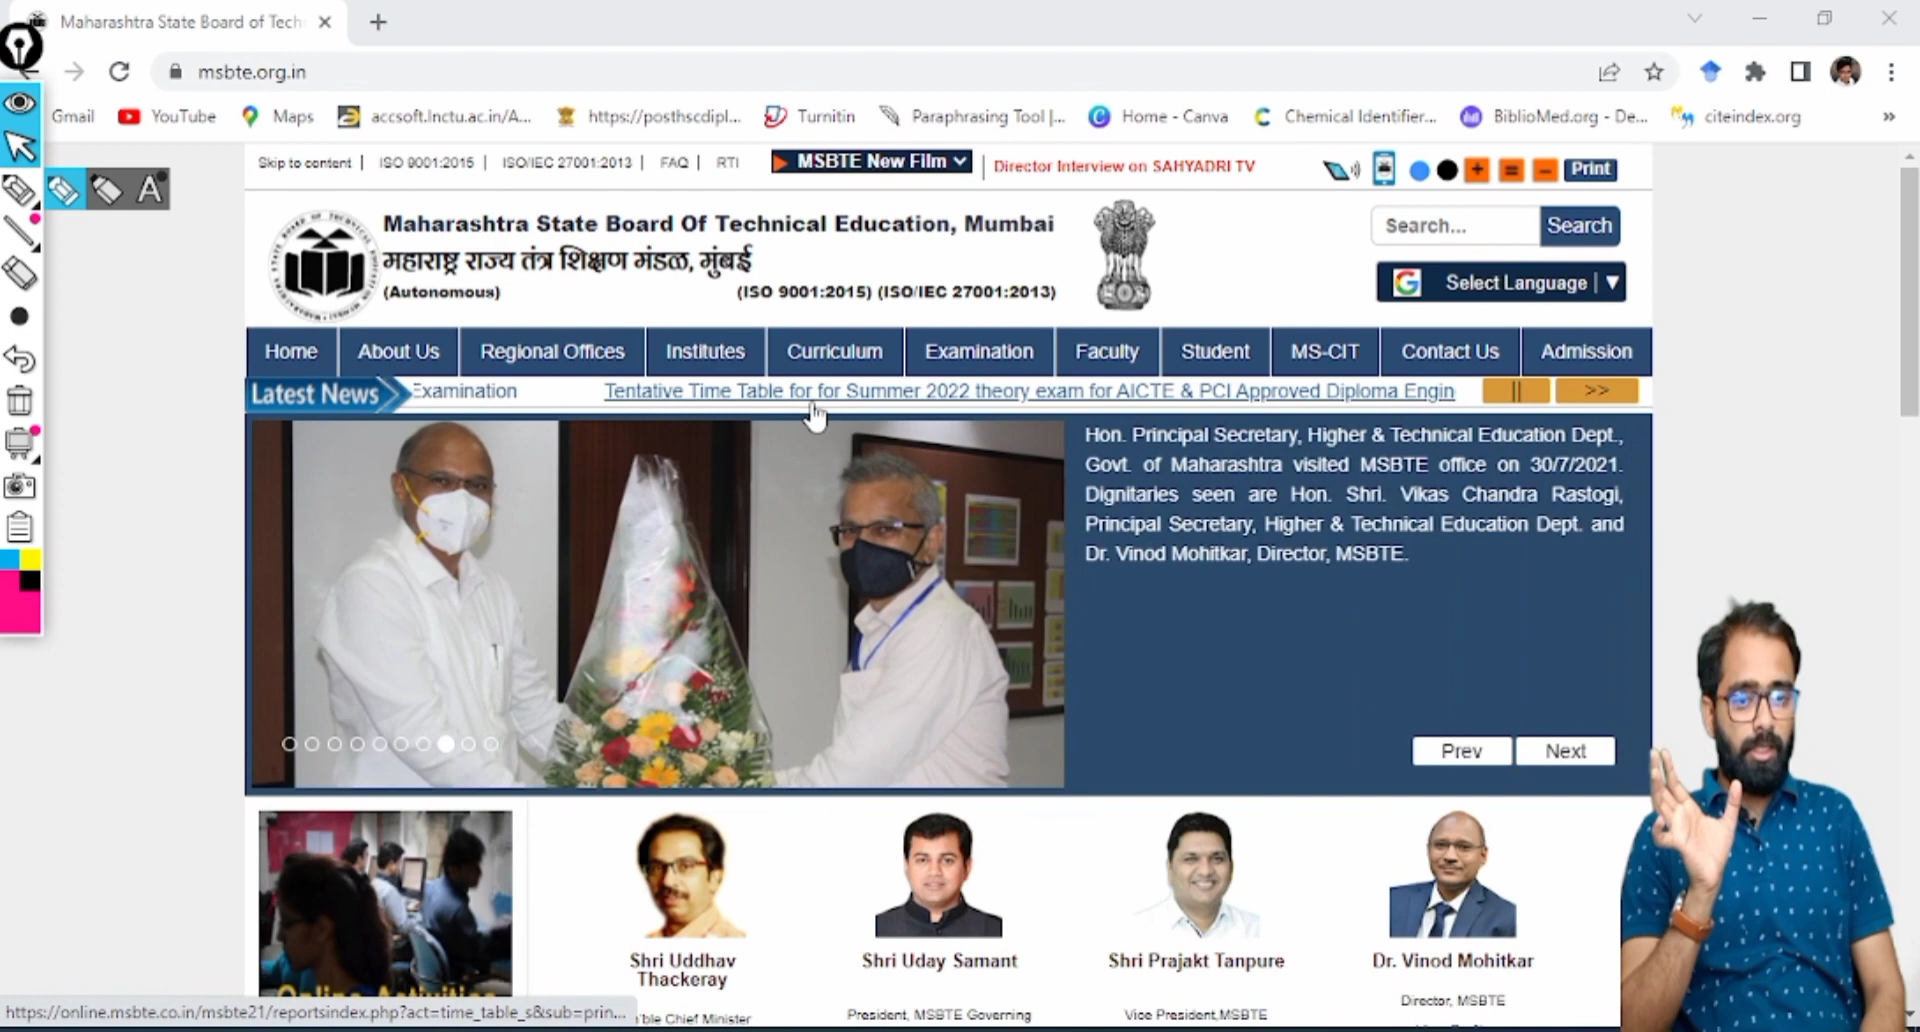 Maharashtra State Board of Tech
msbte.org.in
Gmail YouTube Maps accsoft.lnctu.ac.in/A... https://posthscdipl... Turnitin Paraphrasing Tool |... Home - Canva Chemical Identifier... BiblioMed.org - De... citeindex.org »
Skip to content | ISO 9001:2015 | ISO/IEC 27001:2013 | FAQ | RTI MSBTE New Film Director Interview on SAHYADRI TV + = - Print
Maharashtra State Board Of Technical Education, Mumbai
महाराष्ट्र राज्य तंत्र शिक्षण मंडळ, मुंबई
(Autonomous) (ISO 9001:2015) (ISO/IEC 27001:2013)
Search... Search
Select Language | ▼
Home About Us Regional Offices Institutes Curriculum Examination Faculty Student MS-CIT Contact Us Admission
Latest News Examination Tentative Time Table for for Summer 2022 theory exam for AICTE & PCI Approved Diploma Engin || >>
Hon. Principal Secretary, Higher & Technical Education Dept.,
Govt. of Maharashtra visited MSBTE office on 30/7/2021.
Dignitaries seen are Hon. Shri. Vikas Chandra Rastogi,
Principal Secretary, Higher & Technical Education Dept. and
Dr. Vinod Mohitkar, Director, MSBTE.
Prev Next
Shri Uddhav
Thackeray
Shri Uday Samant
Shri Prajakt Tanpure
Dr. Vinod Mohitkar
Online Activities
'ble Chief Minister
President, MSBTE Governing
Vice President,MSBTE
Director, MSBTE
https://online.msbte.co.in/msbte21/reportsindex.php?act=time_table_s&sub=prin...
A